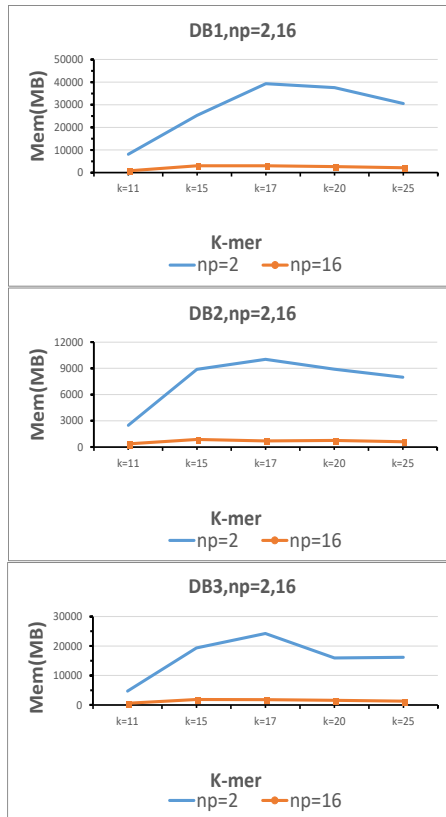 DB1,np=2,16
50000
40000
30000
20000
10000
0
Mem(MB)
k=11 k=15 k=17 k=20 k=25
K-mer
np=2 np=16
DB2,np=2,16
12000
9000
6000
3000
0
Mem(MB)
k=11 k=15 k=17 k=20 k=25
K-mer
np=2 np=16
DB3,np=2,16
30000
20000
10000
0
Mem(MB)
k=11 k=15 k=17 k=20 k=25
K-mer
np=2 np=16